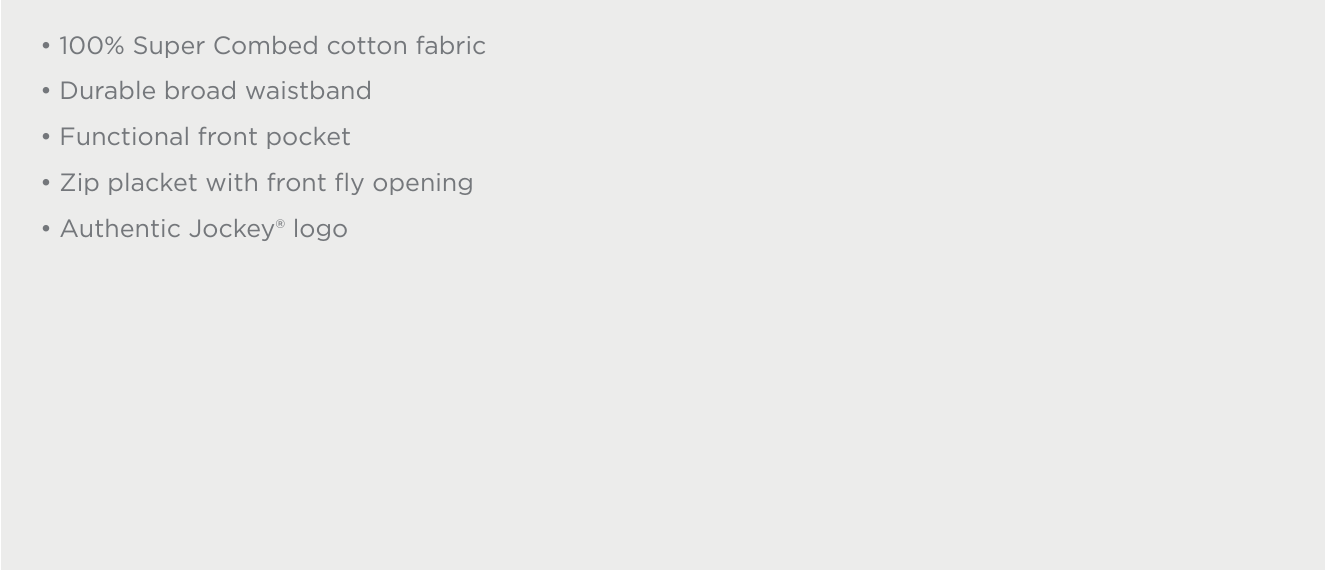 • 100% Super Combed cotton fabric
• Durable broad waistband
• Functional front pocket
• Zip placket with front fly opening
• Authentic Jockey® logo